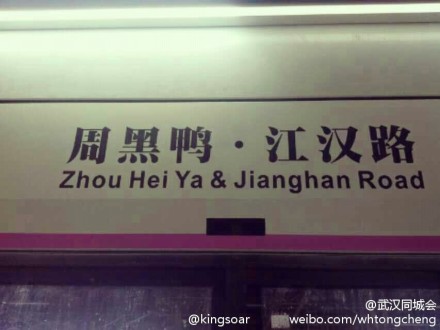 周黑鸭·江汉路
Zhou Hei Ya & Jianghan Road
@武汉同城会
@kingsoar weibo.com/whtongcheng